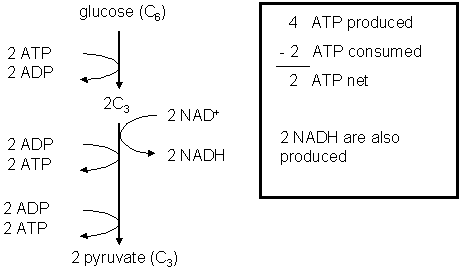 glucose (C6)
2 ATP
2 ADP
2C3
2 NAD+
2 ADP
2 ATP
2 NADH
2 ADP
2 ATP
2 pyruvate (C3)
4 ATP produced
- 2 ATP consumed
2 ATP net
2 NADH are also
produced